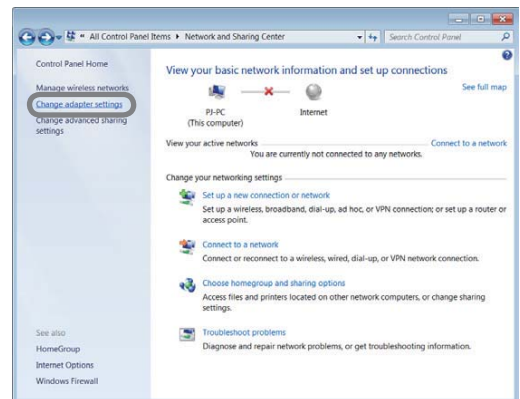 All Control Panel Items
Network and Sharing Center
Search Control Panel
Control Panel Home
Manage wireless networks
Change adapter settings
Change advanced sharing
settings
See also
HomeGroup
Internet Options
Windows Firewall
View your basic network information and set up connections
See full map
PJ-PC
(This computer)
Internet
View your active networks
Connect to a network
You are currently not connected to any networks.
Change your networking settings
Set up a new connection or network
Set up a wireless, broadband, dial-up, ad hoc, or VPN connection; or set up a router or
access point.
Connect to a network
Connect or reconnect to a wireless, wired, dial-up, or VPN network connection.
Choose homegroup and sharing options
Access files and printers located on other network computers, or change sharing
settings.
Troubleshoot problems
Diagnose and repair network problems, or get troubleshooting information.